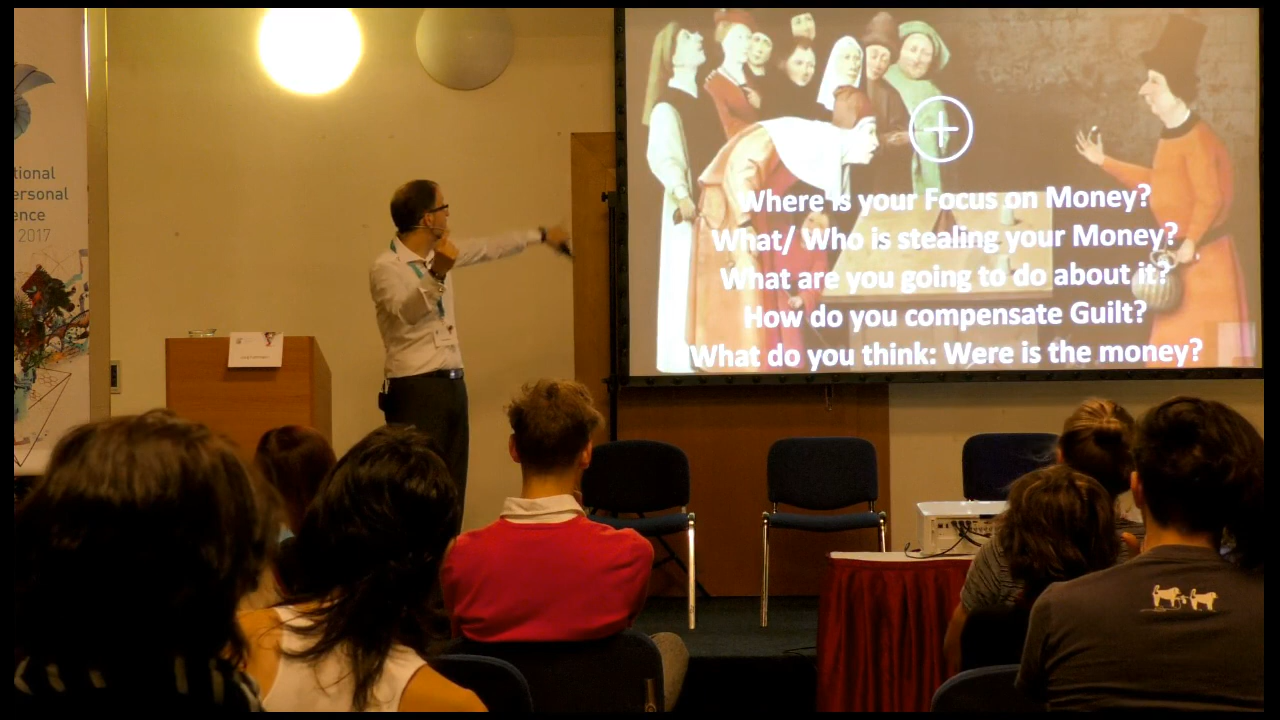 tional
ersonal
ence
2017
Where is your Focus on Money?
What/ Who is stealing your Money?
What are you going to do about it?
How do you compensate Guilt?
What do you think: Were is the money?